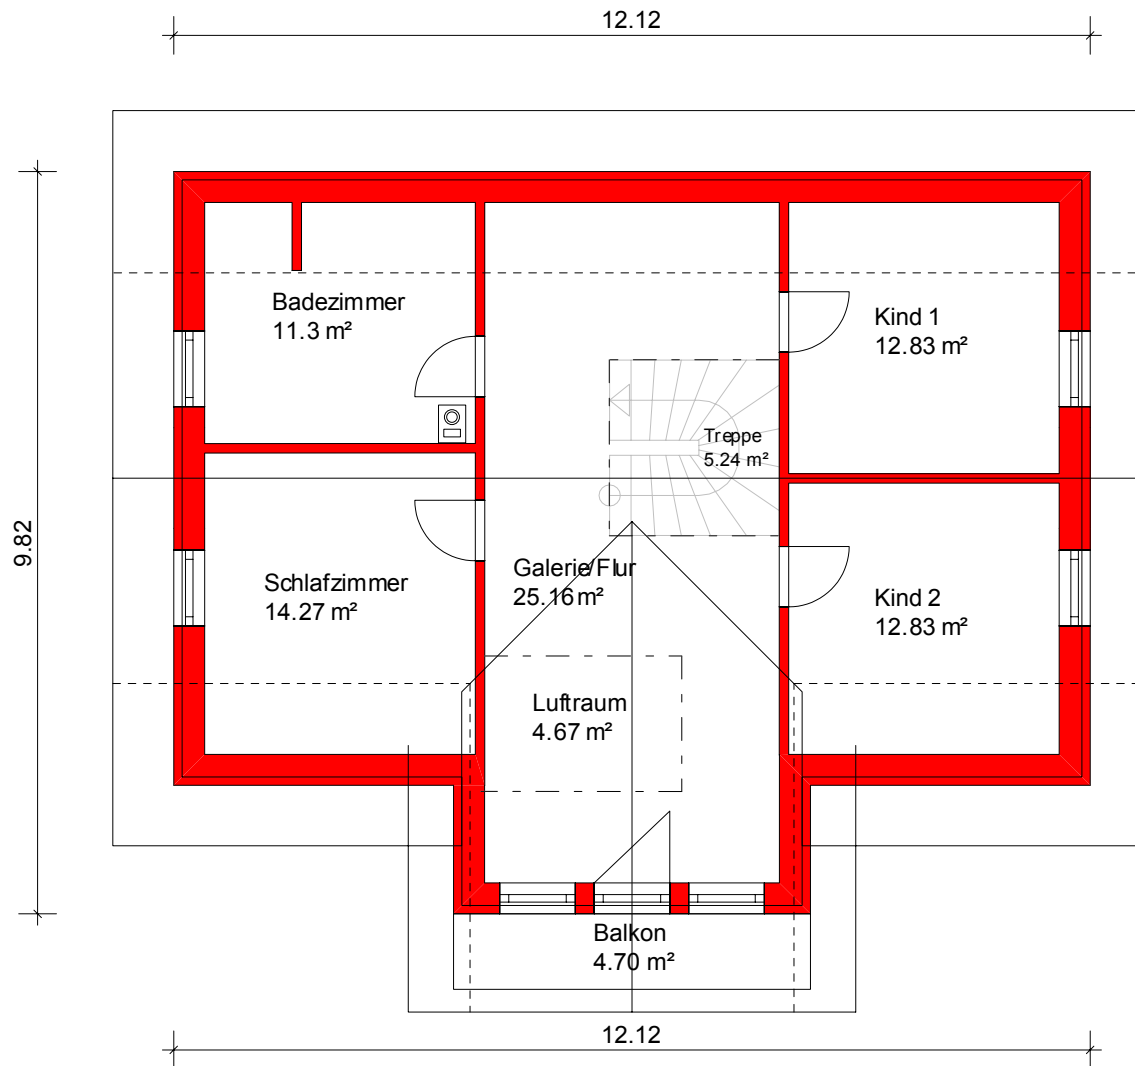 12.12
Badezimmer
11.3 m²
Kind 1
12.83 m²
Treppe
5.24 m²
9.82
Schlafzimmer
14.27 m²
Galerie/Flur
25.16 m²
Kind 2
12.83 m²
Luftraum
4.67 m²
Balkon
4.70 m²
12.12